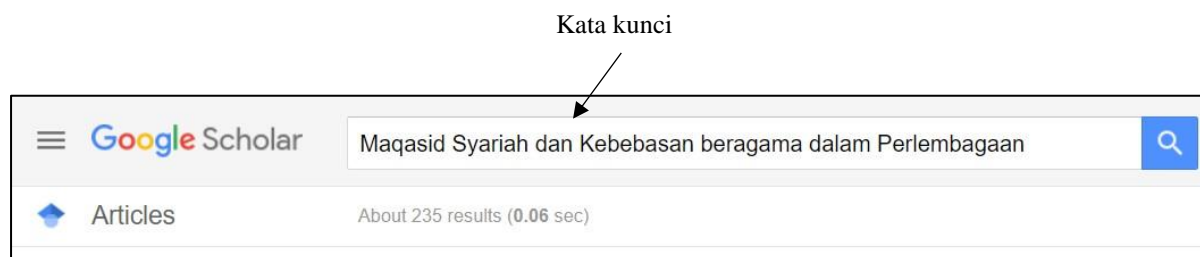 Kata kunci
Google Scholar
Maqasid Syariah dan Kebebasan beragama dalam Perlembagaan
Articles
About 235 results (0.06 sec)